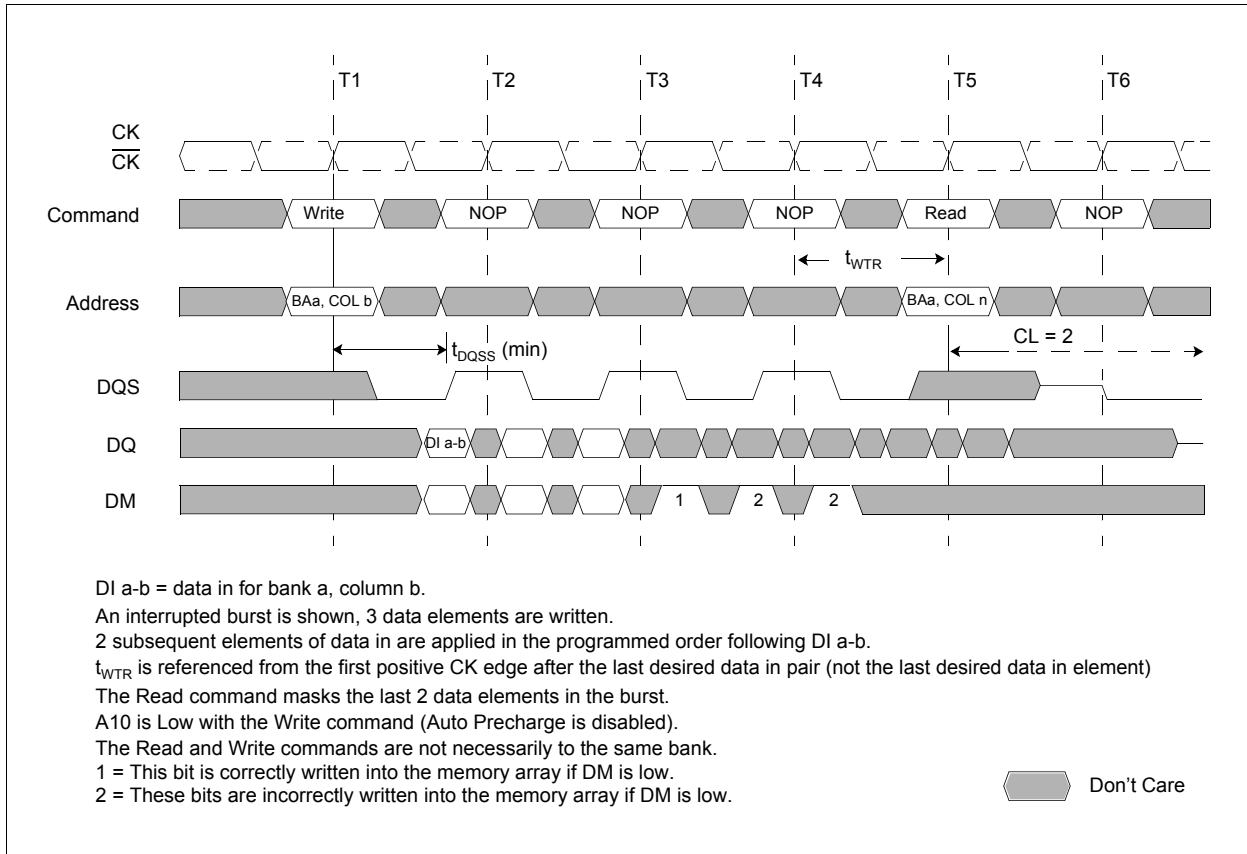 T1 T2 T3 T4 T5 T6
CK
CK
Command Write NOP NOP NOP Read NOP
tWTR
Address BAa, COL b BAa, COL n
tDQSS (min) CL = 2
DQS
DQ DI a-b
DM 1 2 2
DI a-b = data in for bank a, column b.
An interrupted burst is shown, 3 data elements are written.
2 subsequent elements of data in are applied in the programmed order following DI a-b.
tWTR is referenced from the first positive CK edge after the last desired data in pair (not the last desired data in element)
The Read command masks the last 2 data elements in the burst.
A10 is Low with the Write command (Auto Precharge is disabled).
The Read and Write commands are not necessarily to the same bank.
1 = This bit is correctly written into the memory array if DM is low.
2 = These bits are incorrectly written into the memory array if DM is low.
Don't Care